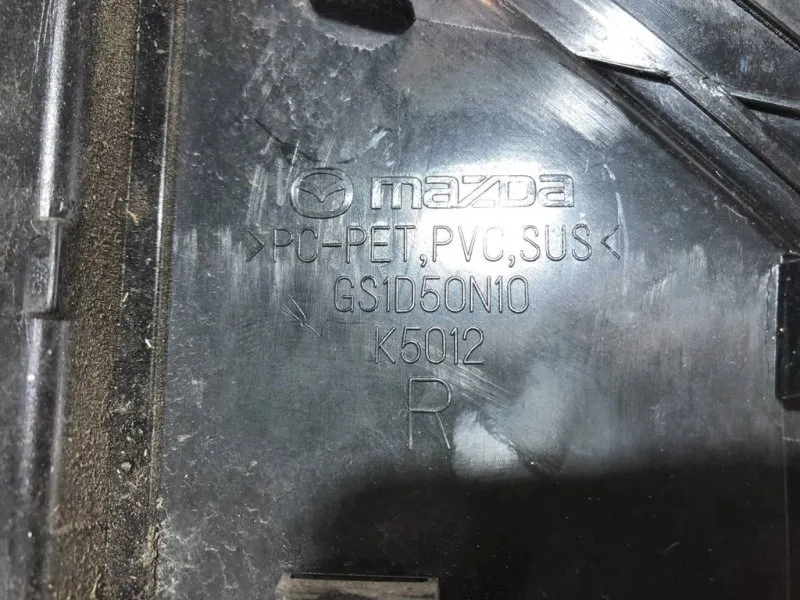 mazda
>PC-PET,PVC,SUS<
GS1D50N10
K5012
R